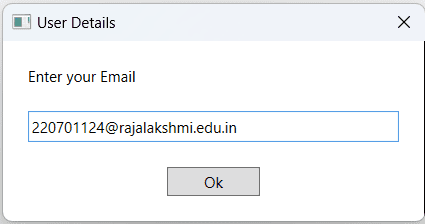 User Details
Enter your Email
220701124@rajalakshmi.edu.in
Ok